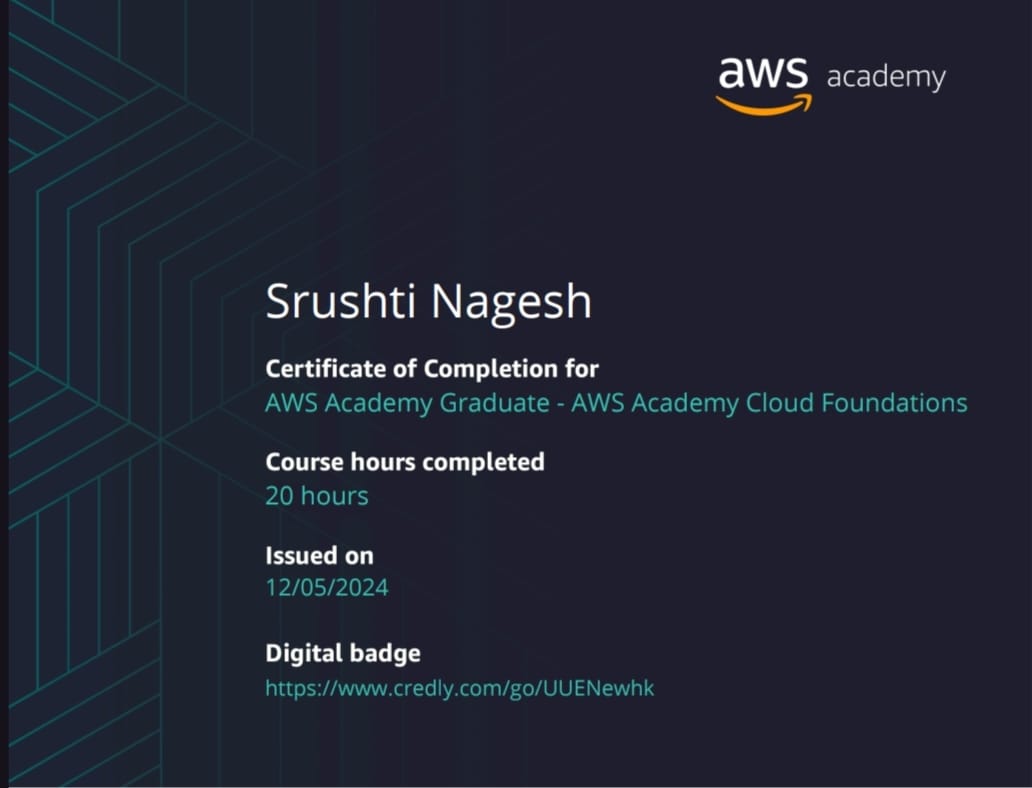 aws academy
Srushti Nagesh
Certificate of Completion for
AWS Academy Graduate - AWS Academy Cloud Foundations
Course hours completed
20 hours
Issued on
12/05/2024
Digital badge
https://www.credly.com/go/UUENewhk